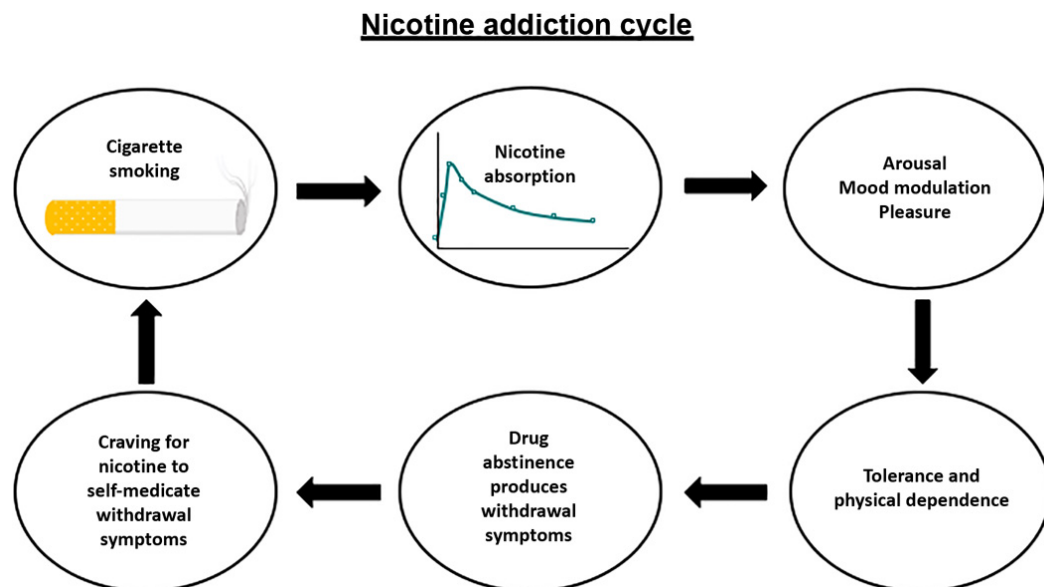 Nicotine addiction cycle
Cigarette
smoking
Nicotine
absorption
Arousal
Mood modulation
Pleasure
Tolerance and
physical dependence
Drug
abstinence
produces
withdrawal
symptoms
Craving for
nicotine to
self-medicate
withdrawal
symptoms